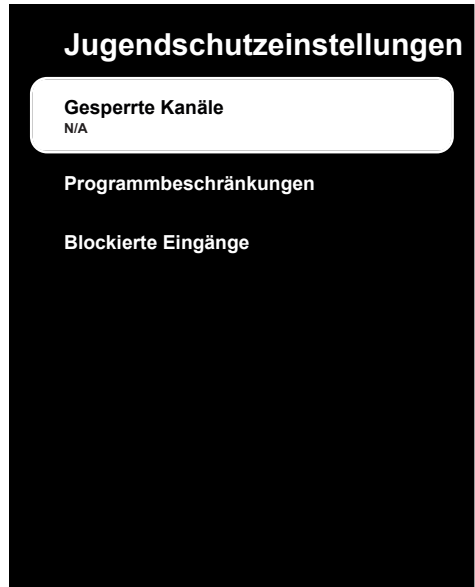 Jugendschutzeinstellungen
Gesperrte Kanäle
N/A
Programmbeschränkungen
Blockierte Eingänge